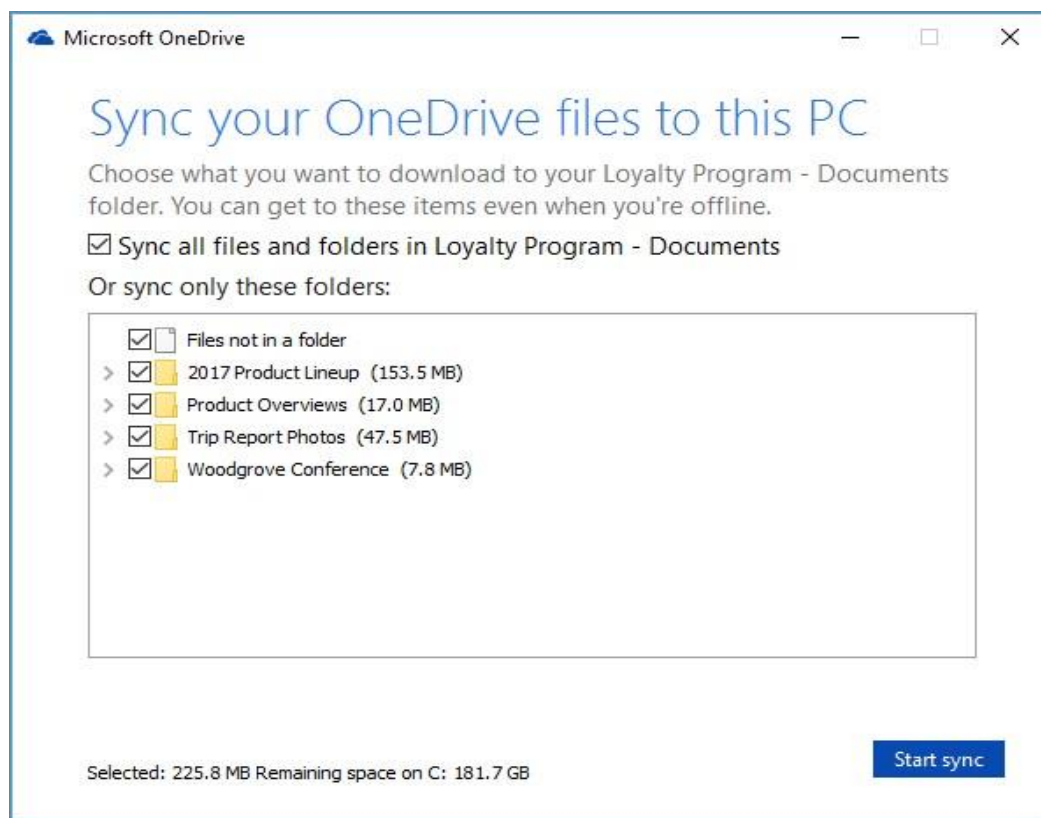 Microsoft OneDrive
Sync your OneDrive files to this PC
Choose what you want to download to your Loyalty Program - Documents
folder. You can get to these items even when you're offline.
Sync all files and folders in Loyalty Program - Documents
Or sync only these folders:
Files not in a folder
2017 Product Lineup (153.5 MB)
Product Overviews (17.0 MB)
Trip Report Photos (47.5 MB)
Woodgrove Conference (7.8 MB)
Selected: 225.8 MB Remaining space on C: 181.7 GB
Start sync